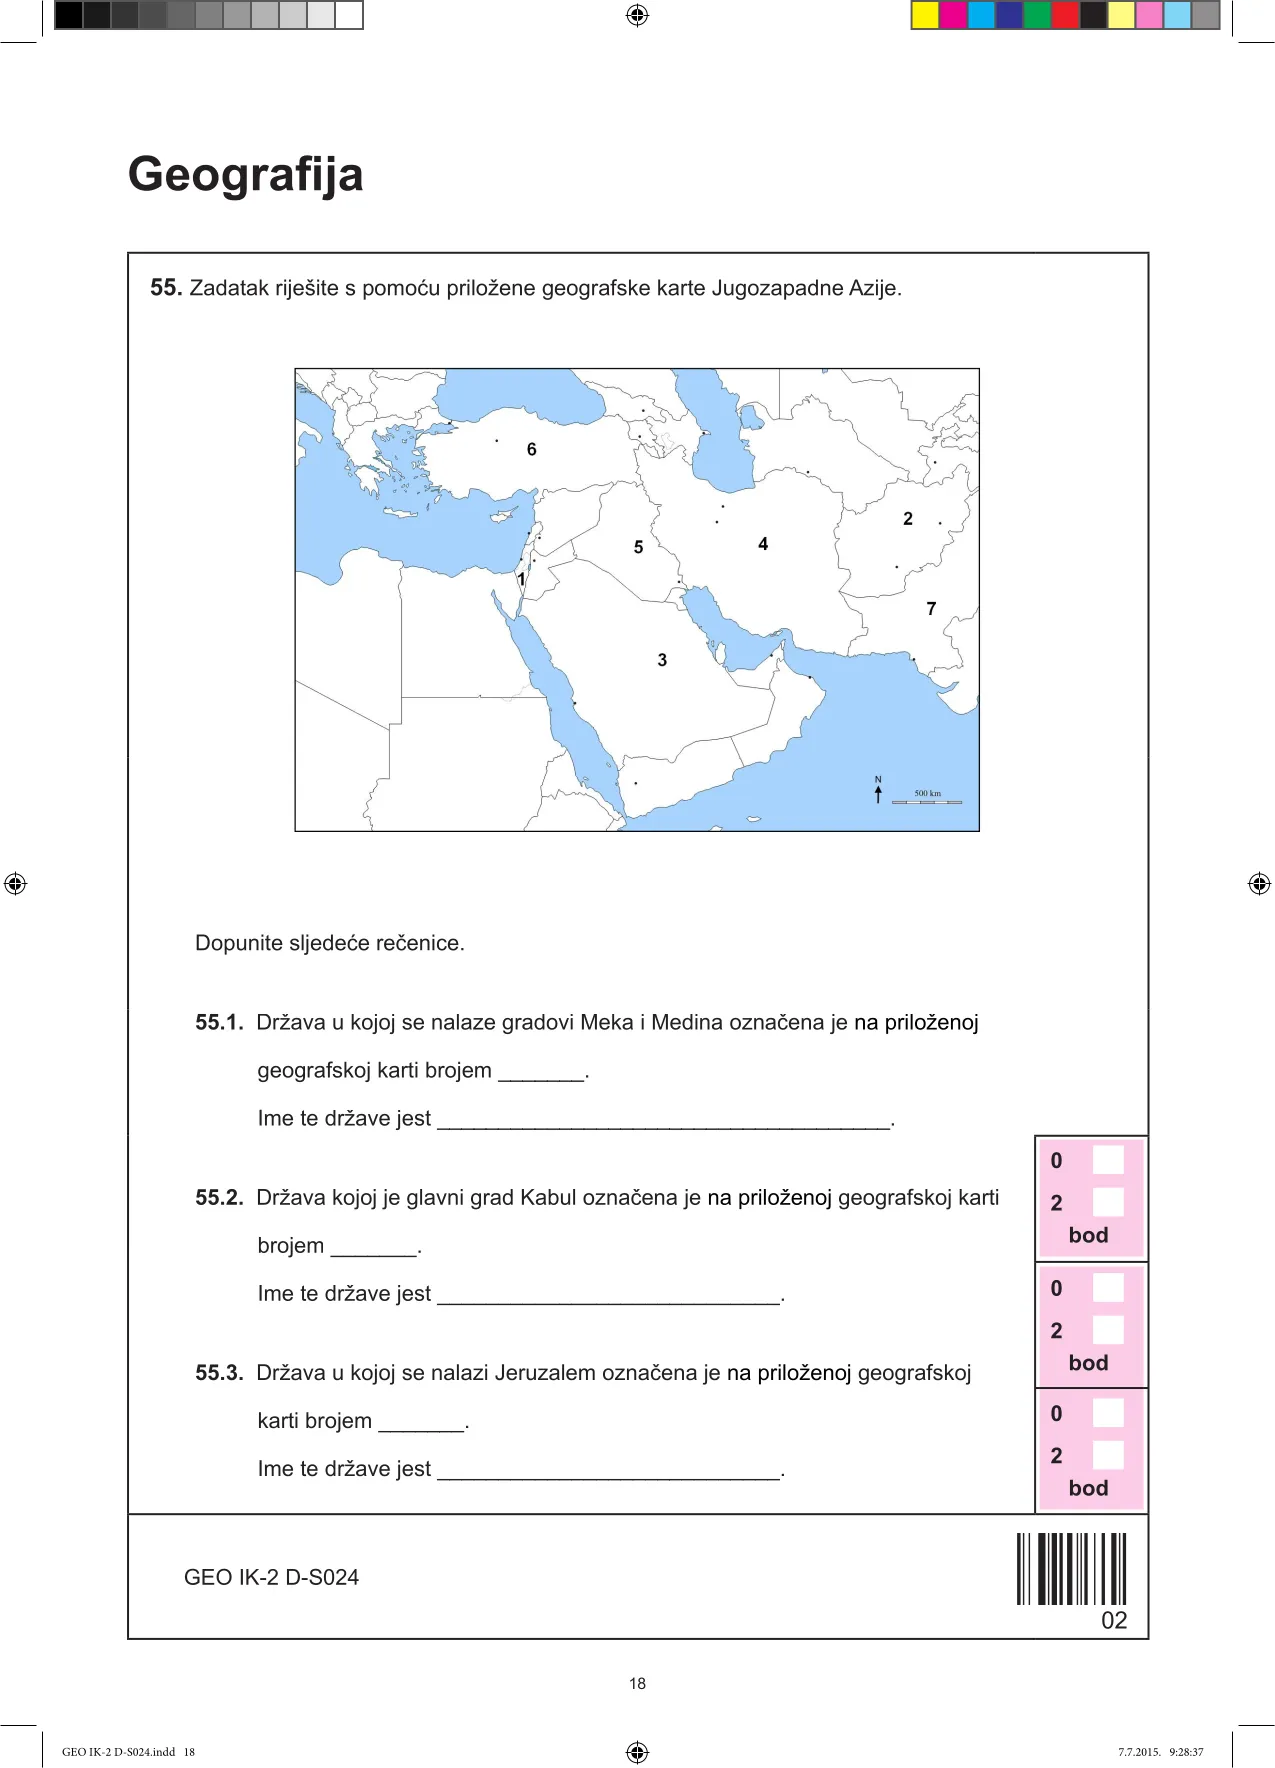 Geografija
55. Zadatak riješite s pomoću priložene geografske karte Jugozapadne Azije.
6
2
5
4
1
7
3
N
500 km
Dopunite sljedeće rečenice.
55.1. Država u kojoj se nalaze gradovi Meka i Medina označena je na priloženoj
geografskoj karti brojem _______.
Ime te države jest _____________________________________.
55.2. Država kojoj je glavni grad Kabul označena je na priloženoj geografskoj karti
brojem _______.
Ime te države jest ____________________________.
55.3. Država u kojoj se nalazi Jeruzalem označena je na priloženoj geografskoj
karti brojem _______.
Ime te države jest ____________________________.
0
2
bod
0
2
bod
0
2
bod
GEO IK-2 D-S024
02
18
GEO IK-2 D-S024.indd 18
7.7.2015. 9:28:37